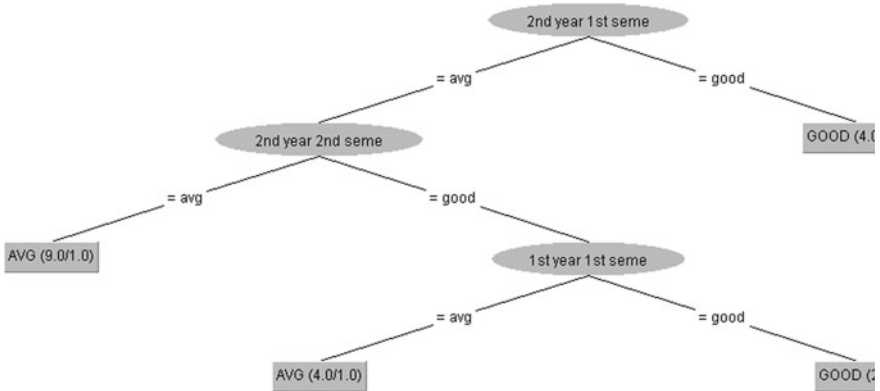 2nd year 1st seme
= avg
= good
2nd year 2nd seme
GOOD (4.0
= avg
= good
AVG (9.0/1.0)
1st year 1st seme
= avg
= good
AVG (4.0/1.0)
GOOD (2